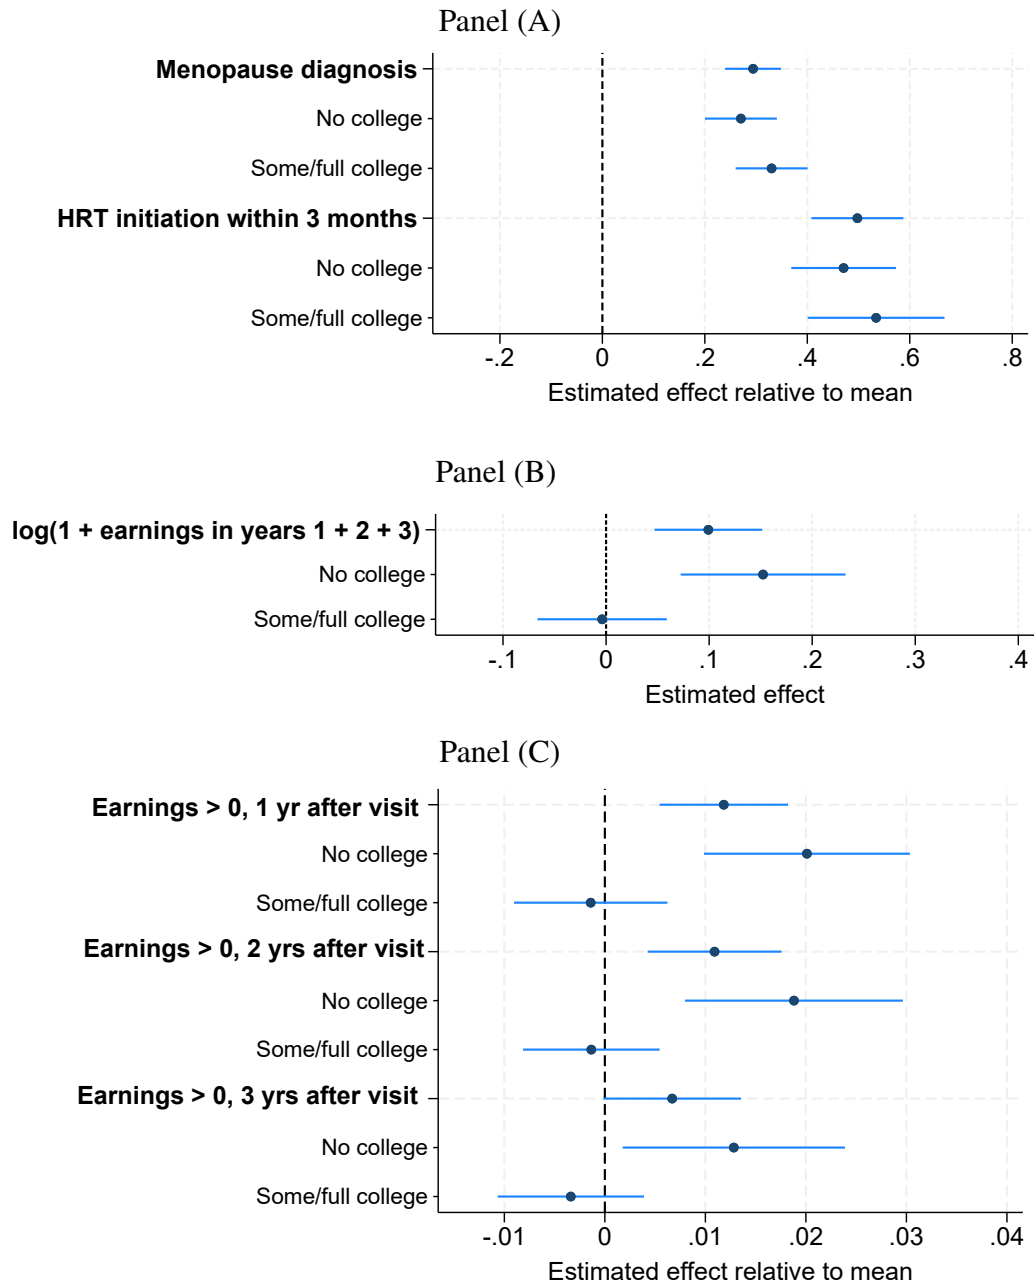 Panel (A)
Menopause diagnosis
No college
Some/full college
HRT initiation within 3 months
No college
Some/full college
-.2 0 .2 .4 .6 .8
Estimated effect relative to mean
Panel (B)
log(1 + earnings in years 1 + 2 + 3)
No college
Some/full college
-.1 0 .1 .2 .3 .4
Estimated effect
Panel (C)
Earnings > 0, 1 yr after visit
No college
Some/full college
Earnings > 0, 2 yrs after visit
No college
Some/full college
Earnings > 0, 3 yrs after visit
No college
Some/full college
-.01 0 .01 .02 .03 .04
Estimated effect relative to mean